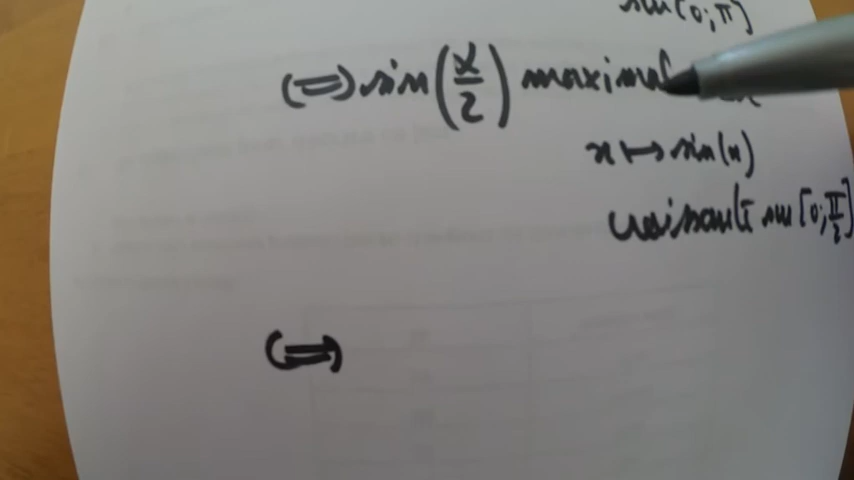 sur [0;π]
(⇔) sin(x/2) maximal
x ↦ sin(x)
croissante sur [0;π/2]
(⇔)